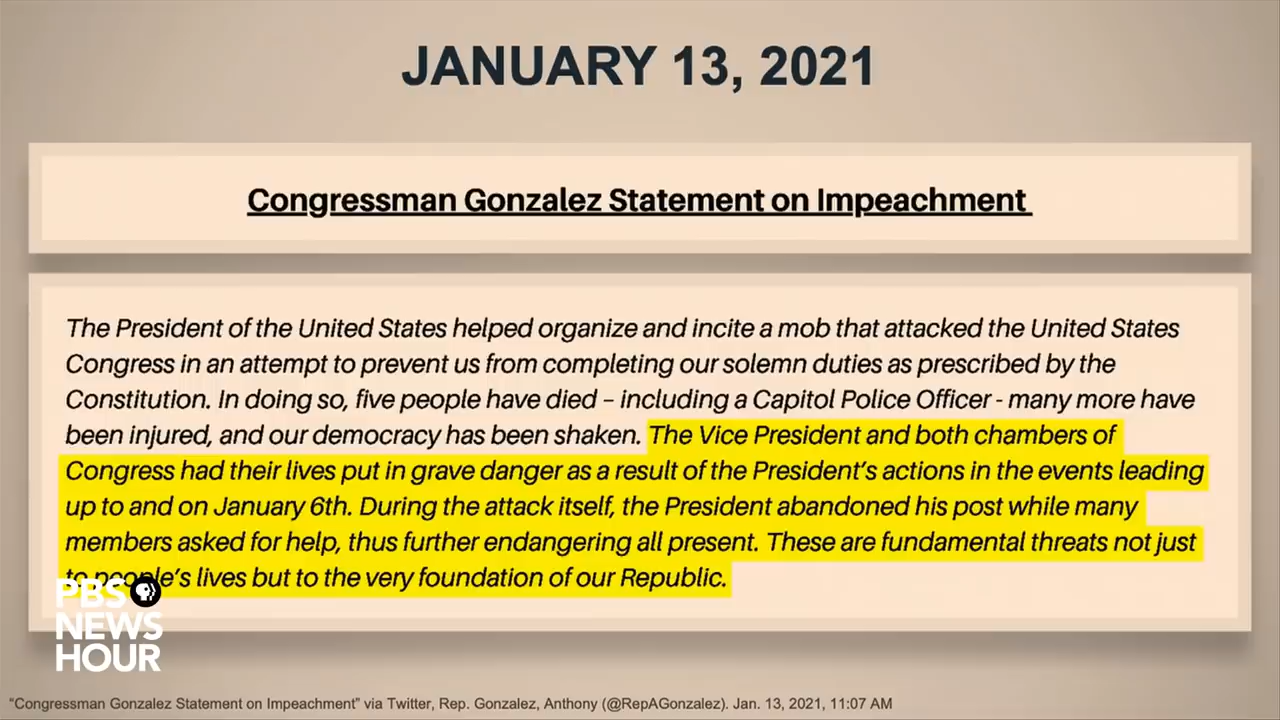 JANUARY 13, 2021
Congressman Gonzalez Statement on Impeachment
The President of the United States helped organize and incite a mob that attacked the United States
Congress in an attempt to prevent us from completing our solemn duties as prescribed by the
Constitution. In doing so, five people have died – including a Capitol Police Officer - many more have
been injured, and our democracy has been shaken. The Vice President and both chambers of
Congress had their lives put in grave danger as a result of the President's actions in the events leading
up to and on January 6th. During the attack itself, the President abandoned his post while many
members asked for help, thus further endangering all present. These are fundamental threats not just
to people's lives but to the very foundation of our Republic.
PBS
NEWS
HOUR
"Congressman Gonzalez Statement on Impeachment" via Twitter, Rep. Gonzalez, Anthony (@RepAGonzalez). Jan. 13, 2021, 11:07 AM